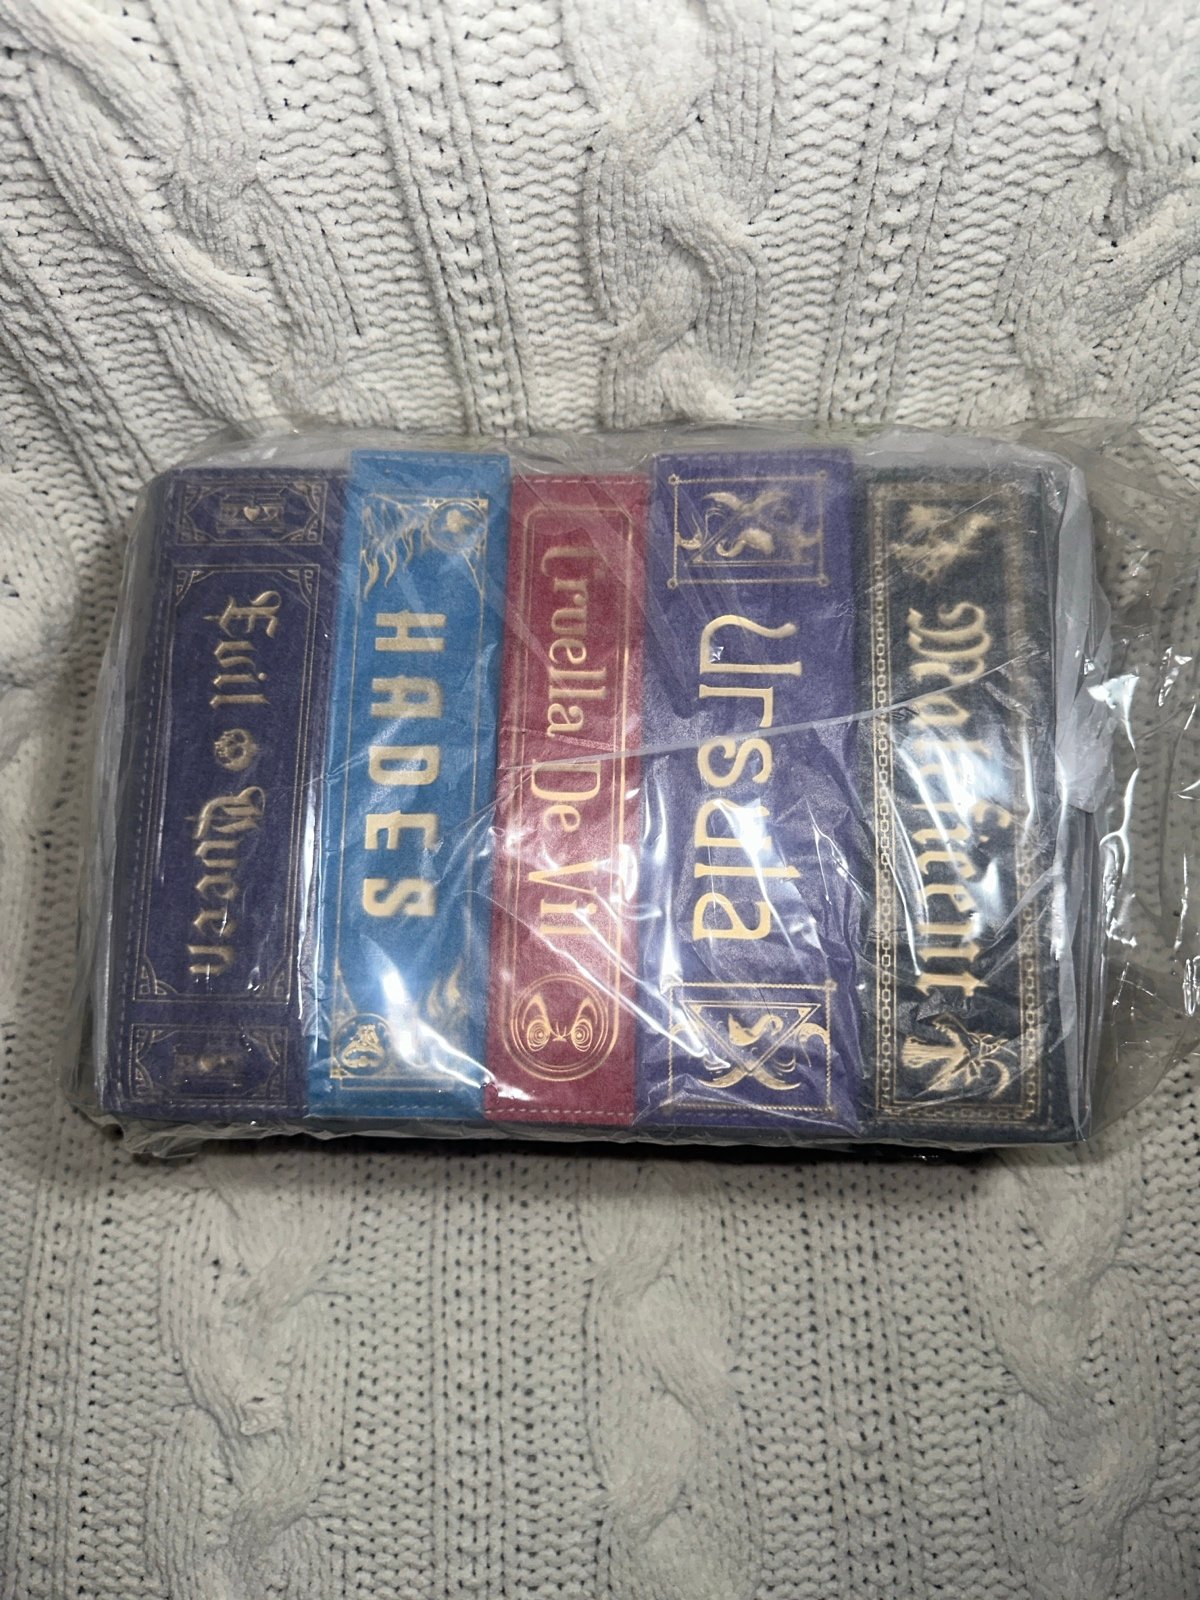 Evil Queen
HADES
Cruella De Vil
Ursula
Maleficent